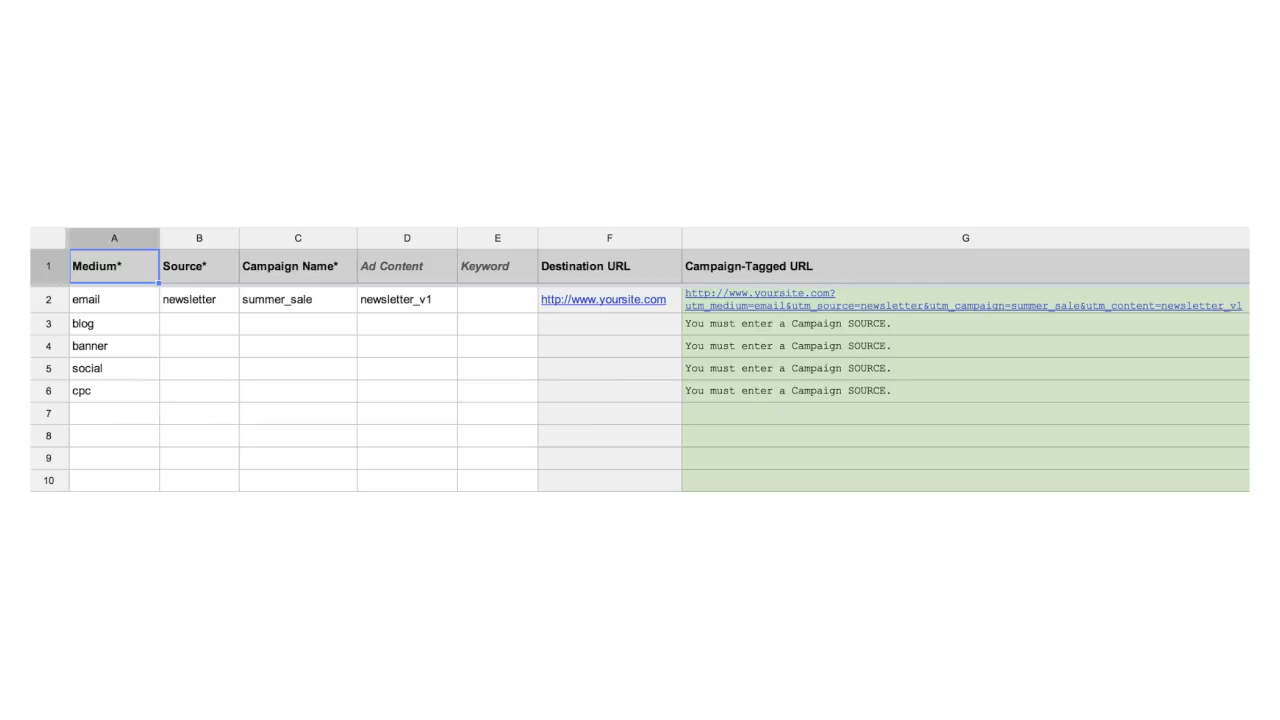 A B C D E F G
1 Medium* Source* Campaign Name* Ad Content Keyword Destination URL Campaign-Tagged URL
2 email newsletter summer_sale newsletter_v1 http://www.yoursite.com http://www.yoursite.com?
utm_medium=email&utm_source=newsletter&utm_campaign=summer_sale&utm_content=newsletter_v1
3 blog You must enter a Campaign SOURCE.
4 banner You must enter a Campaign SOURCE.
5 social You must enter a Campaign SOURCE.
6 cpc You must enter a Campaign SOURCE.
7
8
9
10